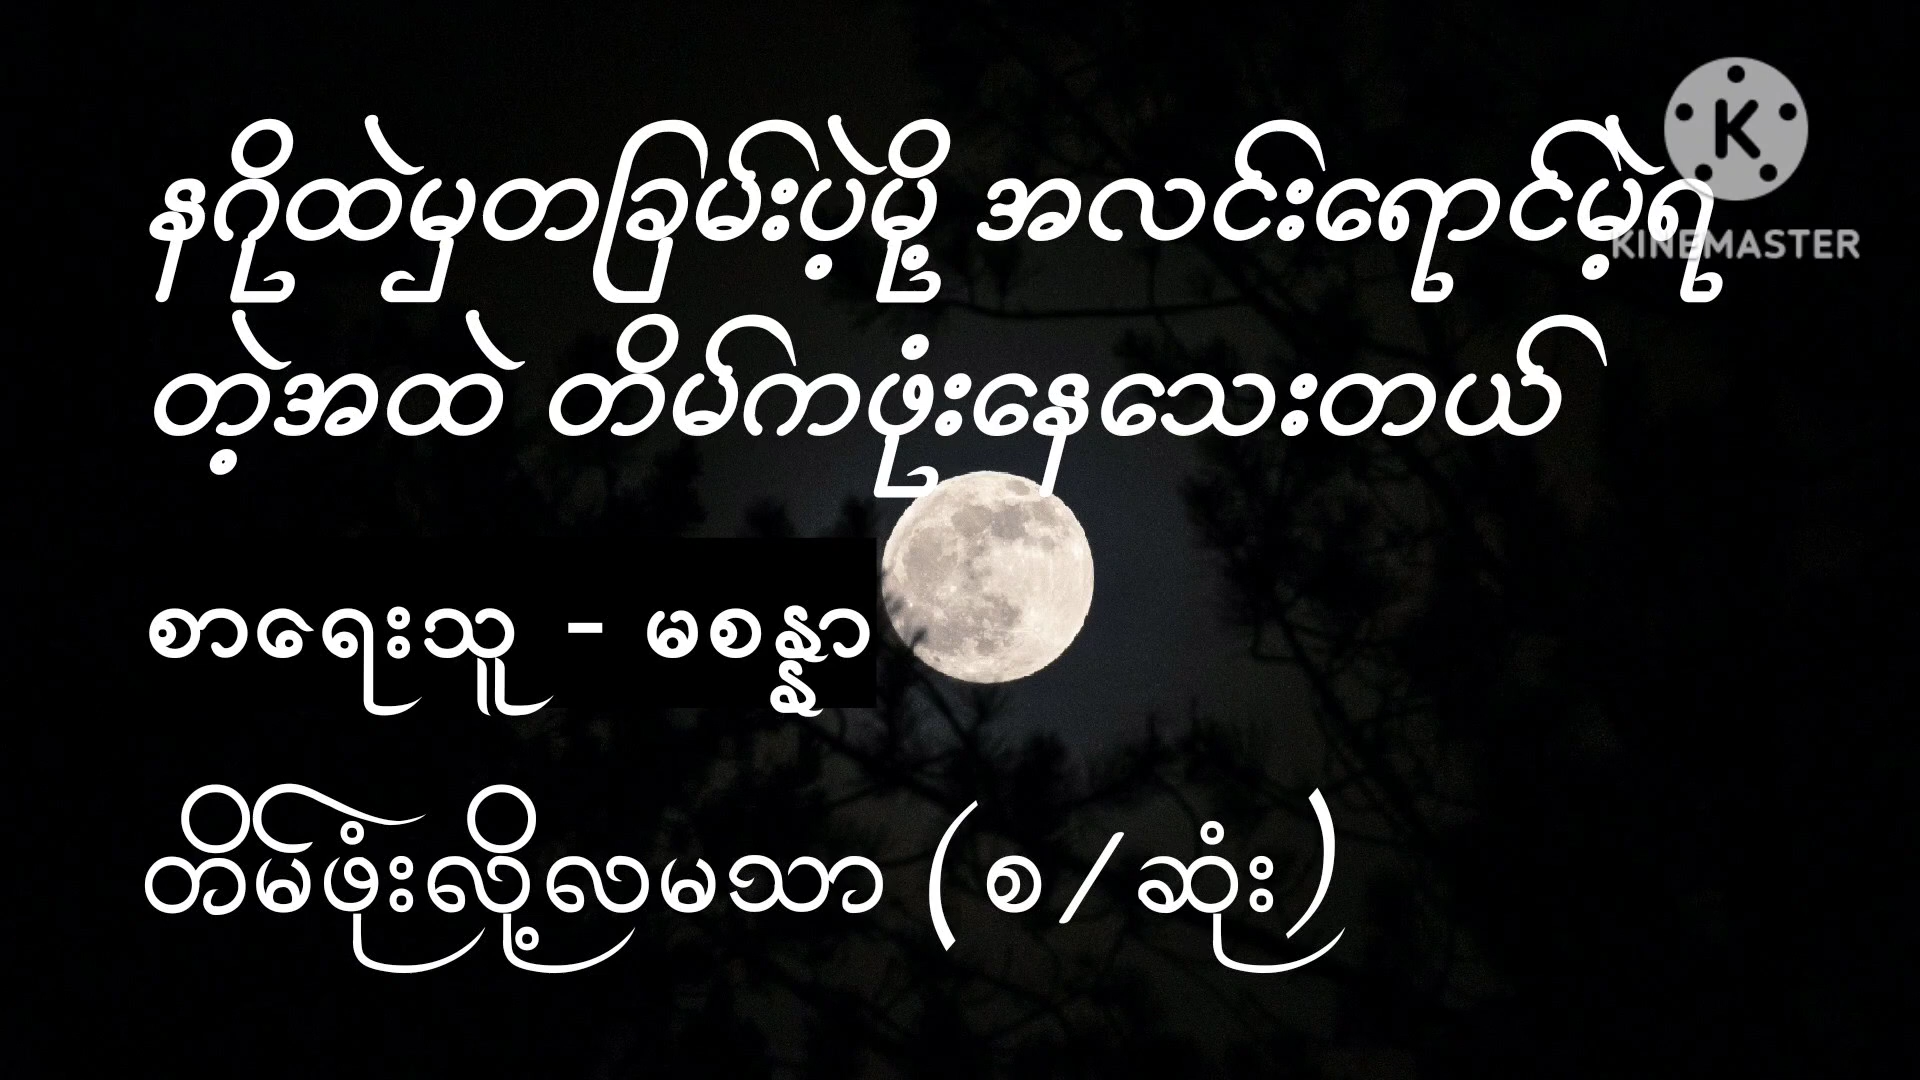 နဂိုထဲမှတခြမ်းပဲ့မို့ အလင်းရောင်မဲ့ရ
တဲ့အထဲ တိမ်ကဖုံးနေသေးတယ်
စာရေးသူ - မစန္ဒာ
တိမ်ဖုံးလို့လမသာ (စ/ဆုံး)
K
KINEMASTER